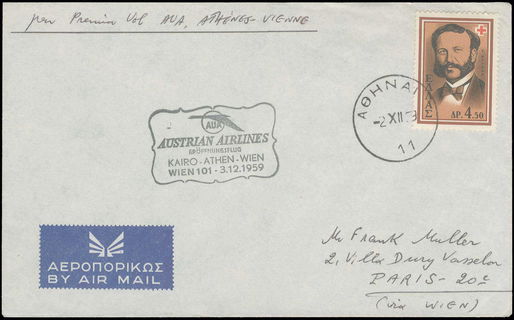 par Premier Vol AUA, ATHÈNES-VIENNE
ΕΛΛΑΣ
ΔΡ. 4.50
ΑΘΗΝΑΙ
-2 XII 59
11
AUA
AUSTRIAN AIRLINES
ERÖFFNUNGSFLUG
KAIRO-ATHEN-WIEN
WIEN 101 - 3.12.1959
ΑΕΡΟΠΟΡΙΚΩΣ
BY AIR MAIL
Mr Frank Muller
2, Villa Dury Vasselon
PARIS - 20e
(via WIEN)